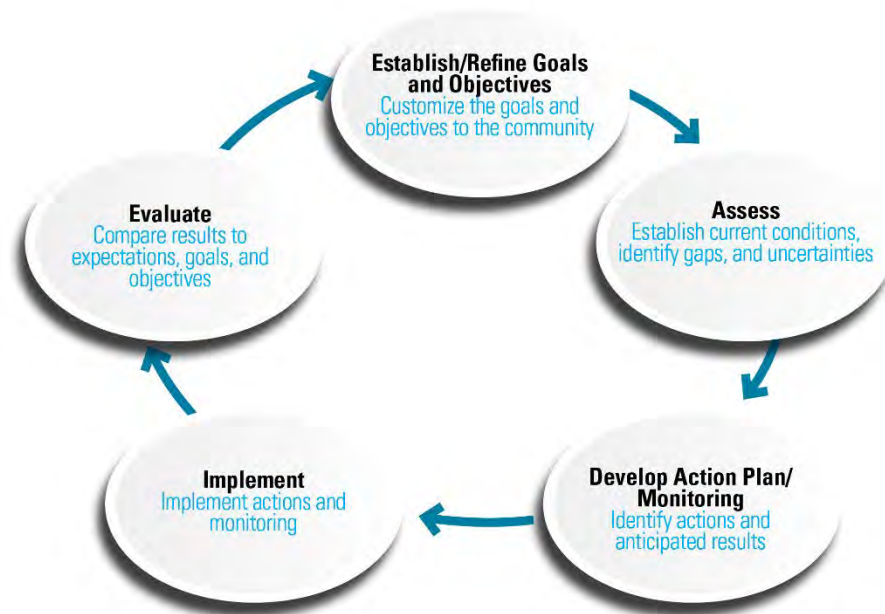 Establish/Refine Goals
and Objectives
Customize the goals and
objectives to the community
Assess
Establish current conditions,
identify gaps, and uncertainties
Develop Action Plan/
Monitoring
Identify actions and
anticipated results
Implement
Implement actions and
monitoring
Evaluate
Compare results to
expectations, goals, and
objectives